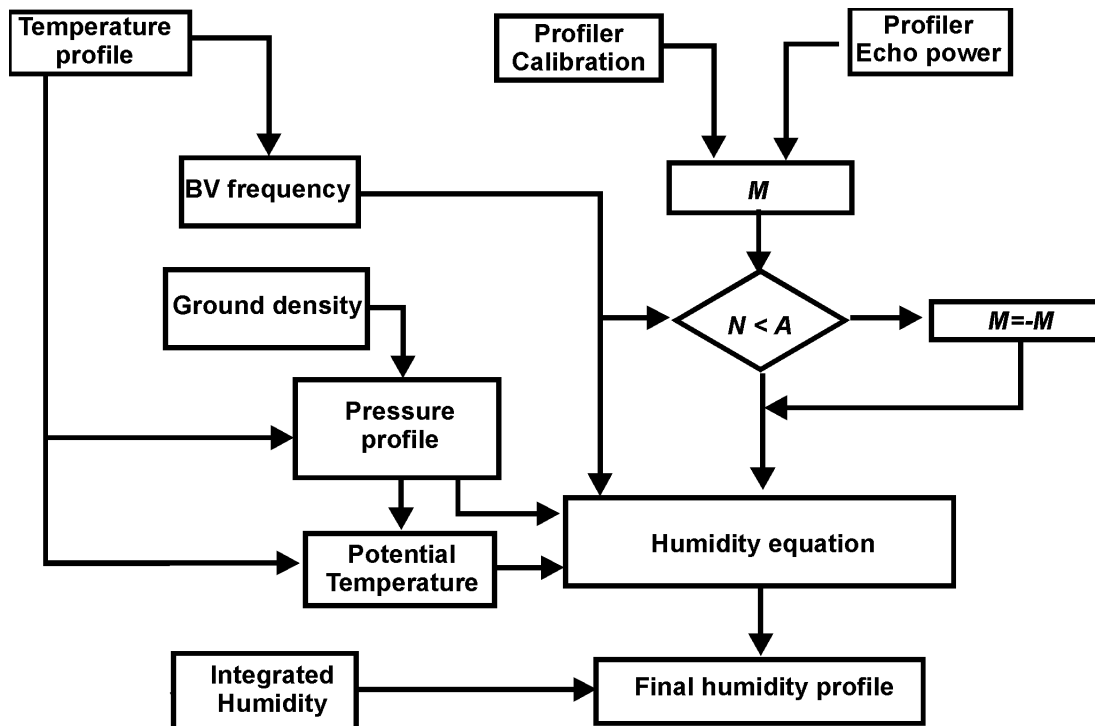 Temperature
profile
Profiler
Calibration
Profiler
Echo power
BV frequency
M
Ground density
N < A
M=-M
Pressure
profile
Humidity equation
Potential
Temperature
Integrated
Humidity
Final humidity profile